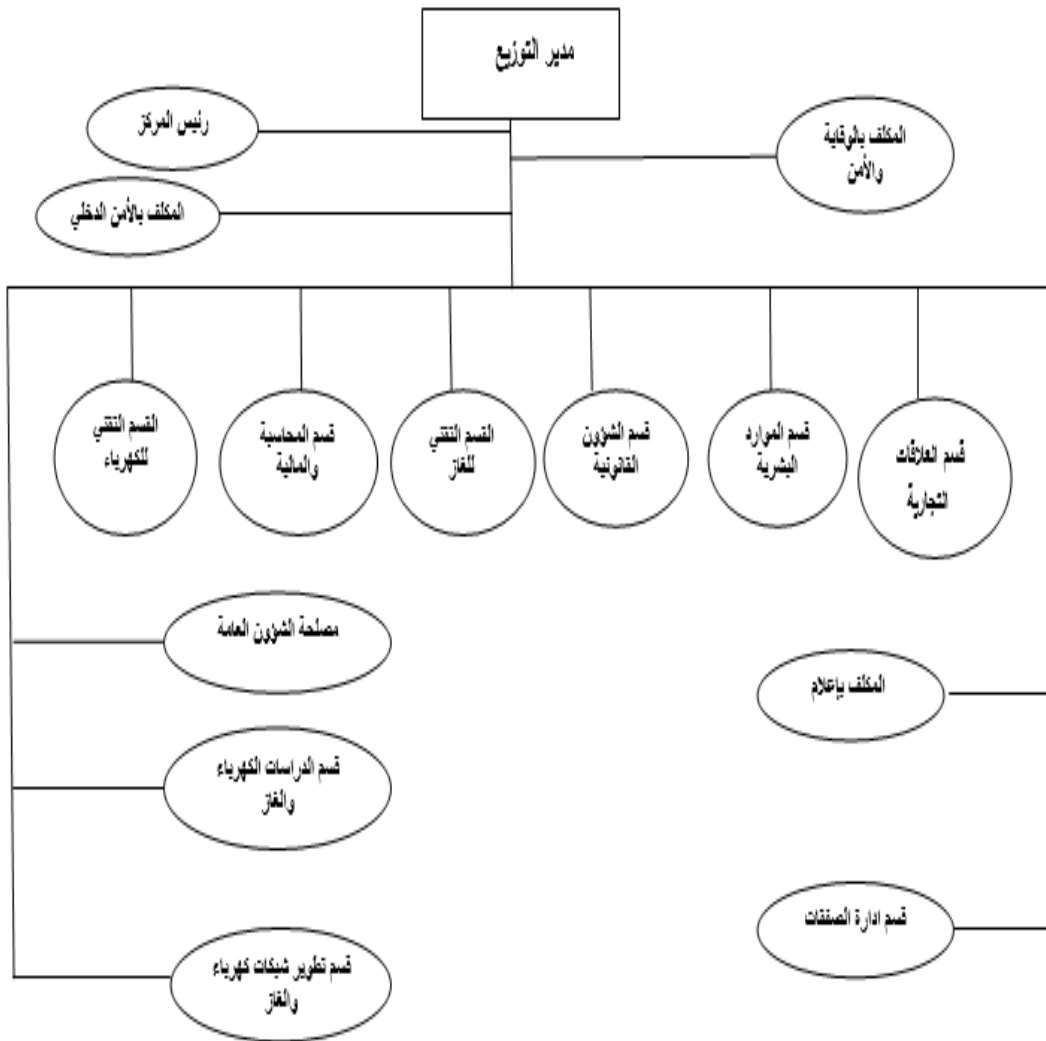 مدير التوزيع
المكلف بالوقاية
والأمن
رئيس المركز
المكلف بالأمن الدخلي
قسم العلاقات
التجارية
قسم الموارد
البشرية
قسم الشؤون
القانونية
القسم التقني
للغاز
قسم المحاسبة
والمالية
القسم التقني
للكهرباء
مصلحة الشؤون العامة
المكلف بإعلام
قسم الدراسات الكهرباء
والغاز
قسم ادارة الصفقات
قسم تطوير شبكات كهرباء
والغاز